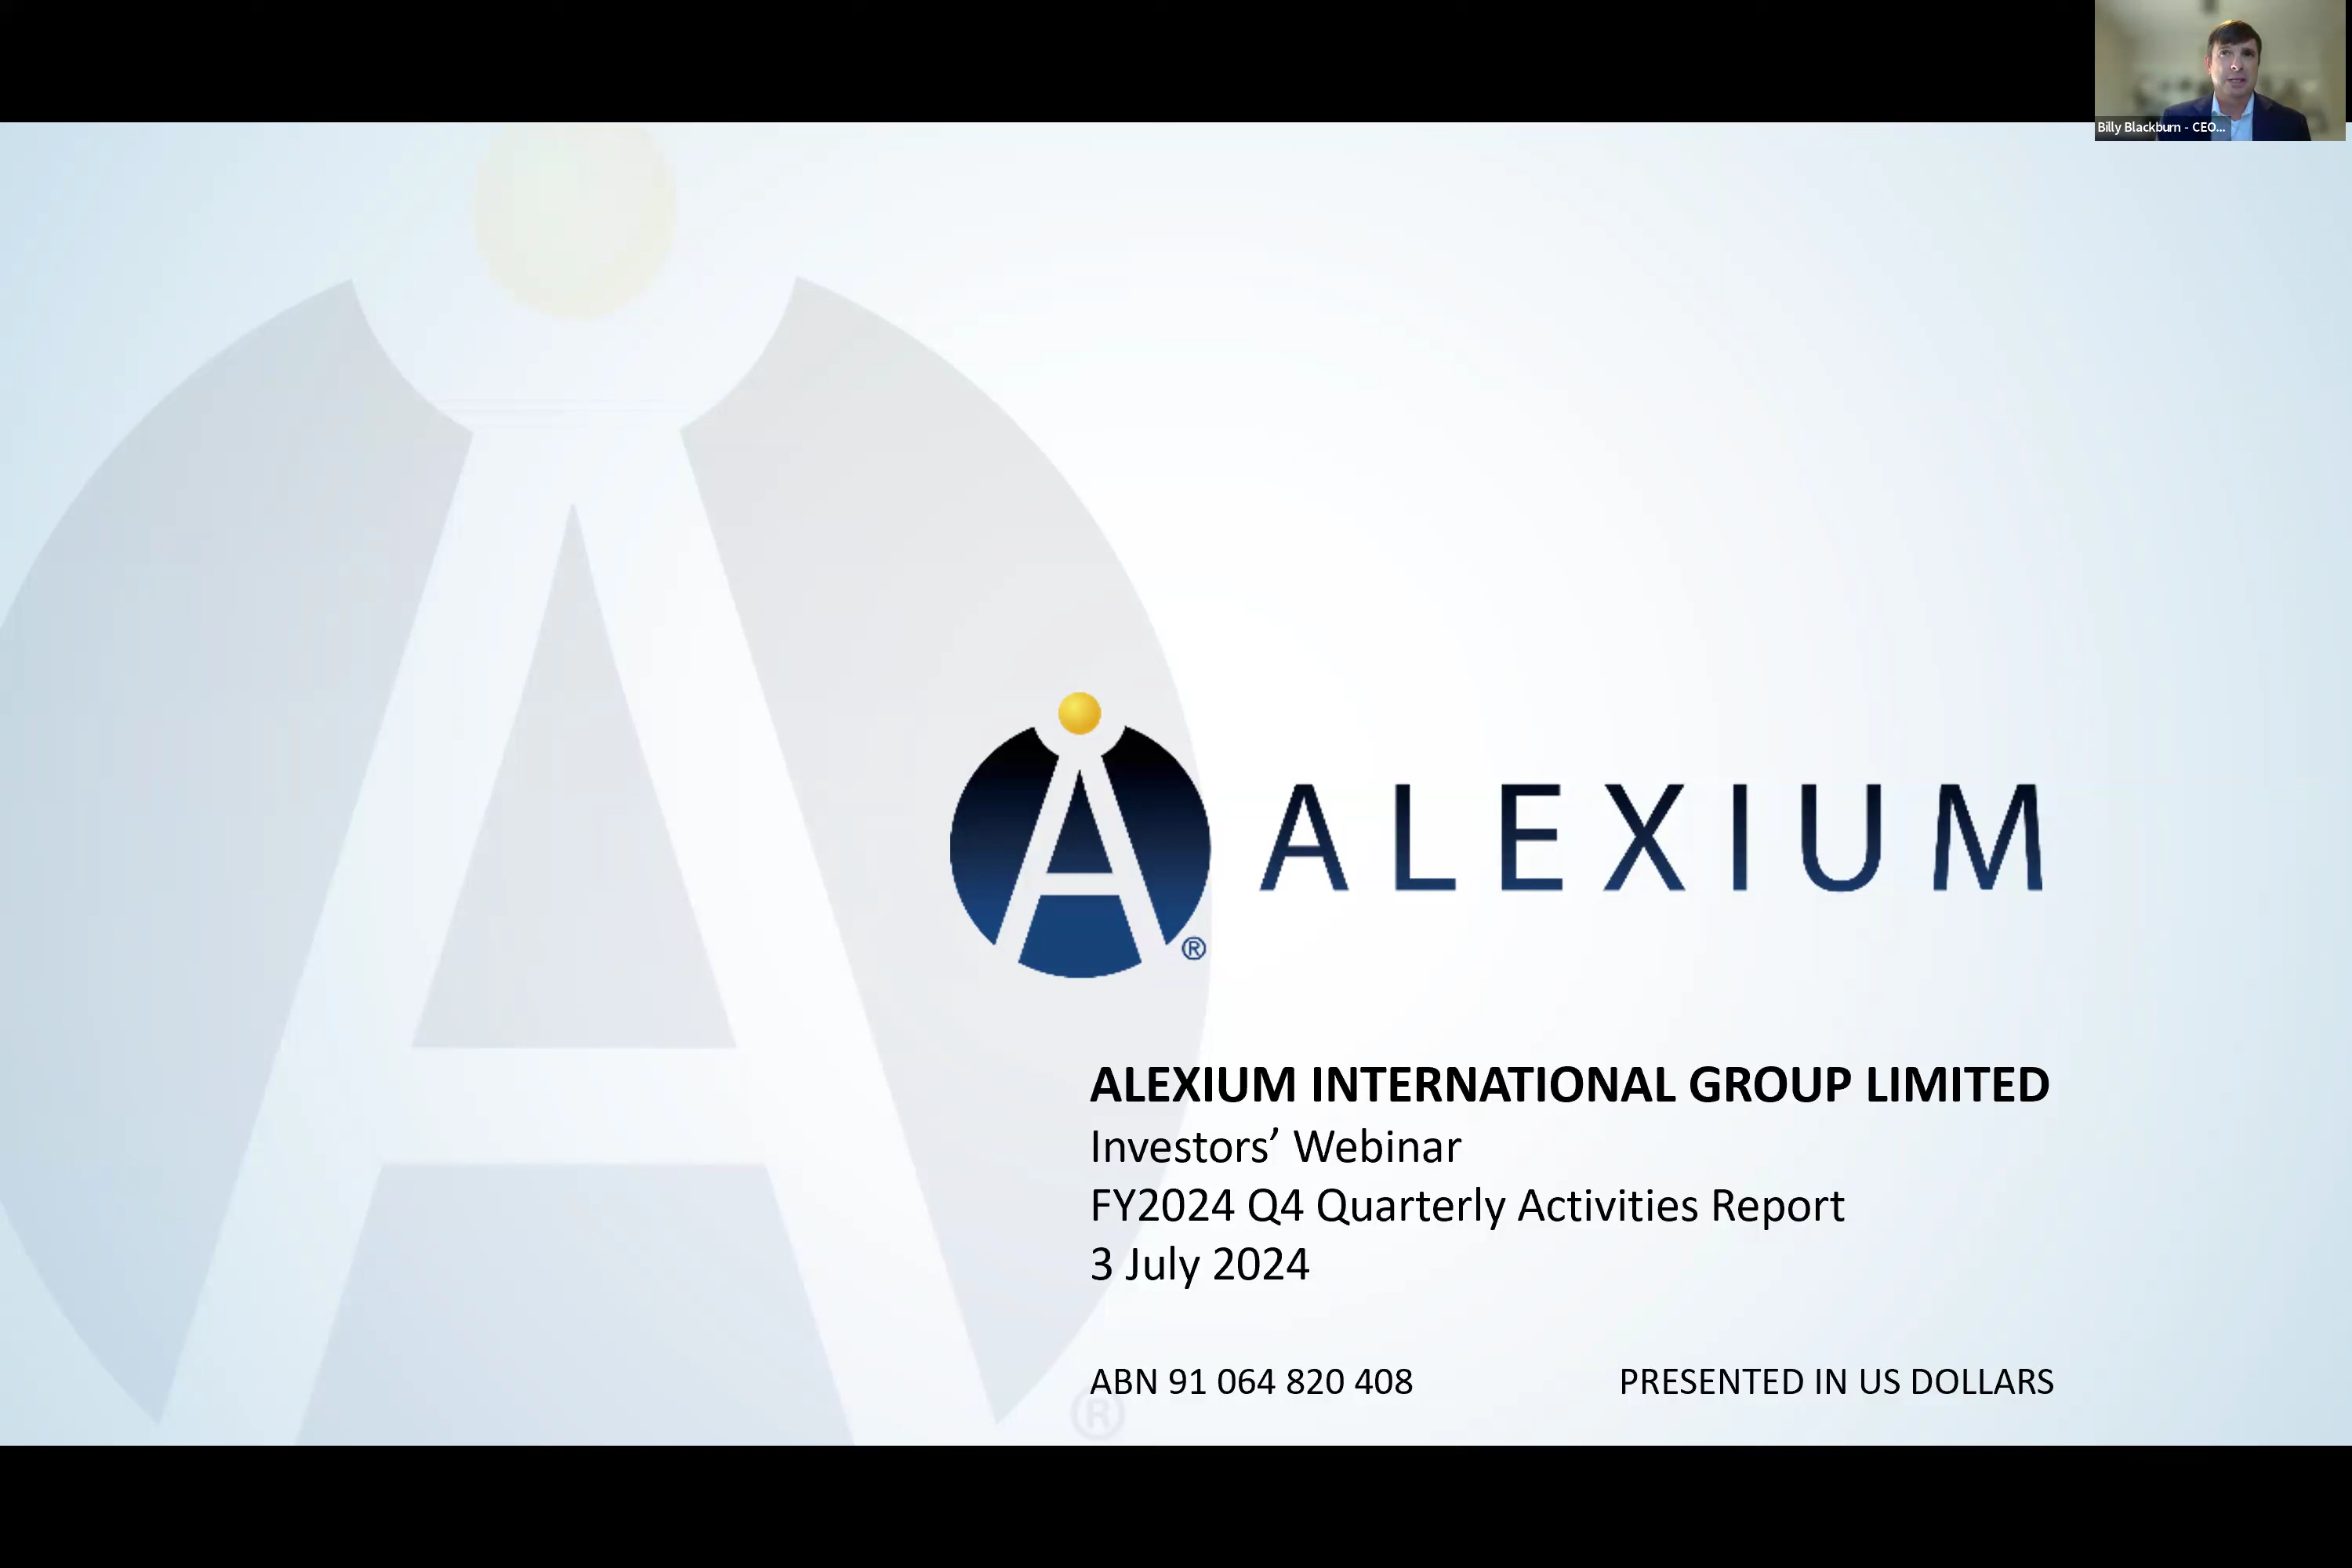 Billy Blackburn - CEO...
ALEXIUM
®
ALEXIUM INTERNATIONAL GROUP LIMITED
Investors’ Webinar
FY2024 Q4 Quarterly Activities Report
3 July 2024
ABN 91 064 820 408 PRESENTED IN US DOLLARS
®